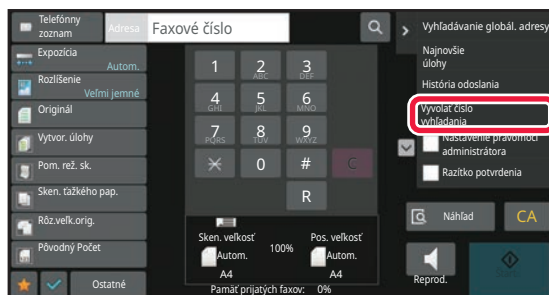 Telefónny
zoznam
Adresa
Faxové číslo
Vyhľadávanie globál. adresy
Expozícia
Autom.
Rozlíšenie
Veľmi jemné
Originál
Vytvor. úlohy
Pom. rež. sk.
Sken. ťažkého pap.
Rôz.veľk.orig.
Pôvodný Počet
Ostatné
1
2
ABC
3
DEF
4
GHI
5
JKL
6
MNO
7
PQRS
8
TUV
9
WXYZ
0
#
C
R
Sken. veľkosť
Autom.
A4
100%
Pos. veľkosť
Autom.
A4
Pamäť prijatých faxov: 0%
Najnovšie
úlohy
História odoslania
Vyvolať číslo
vyhľadania
Nastavenie právomoci
administrátora
Razítko potvrdenia
Náhľad
CA
Reprod.